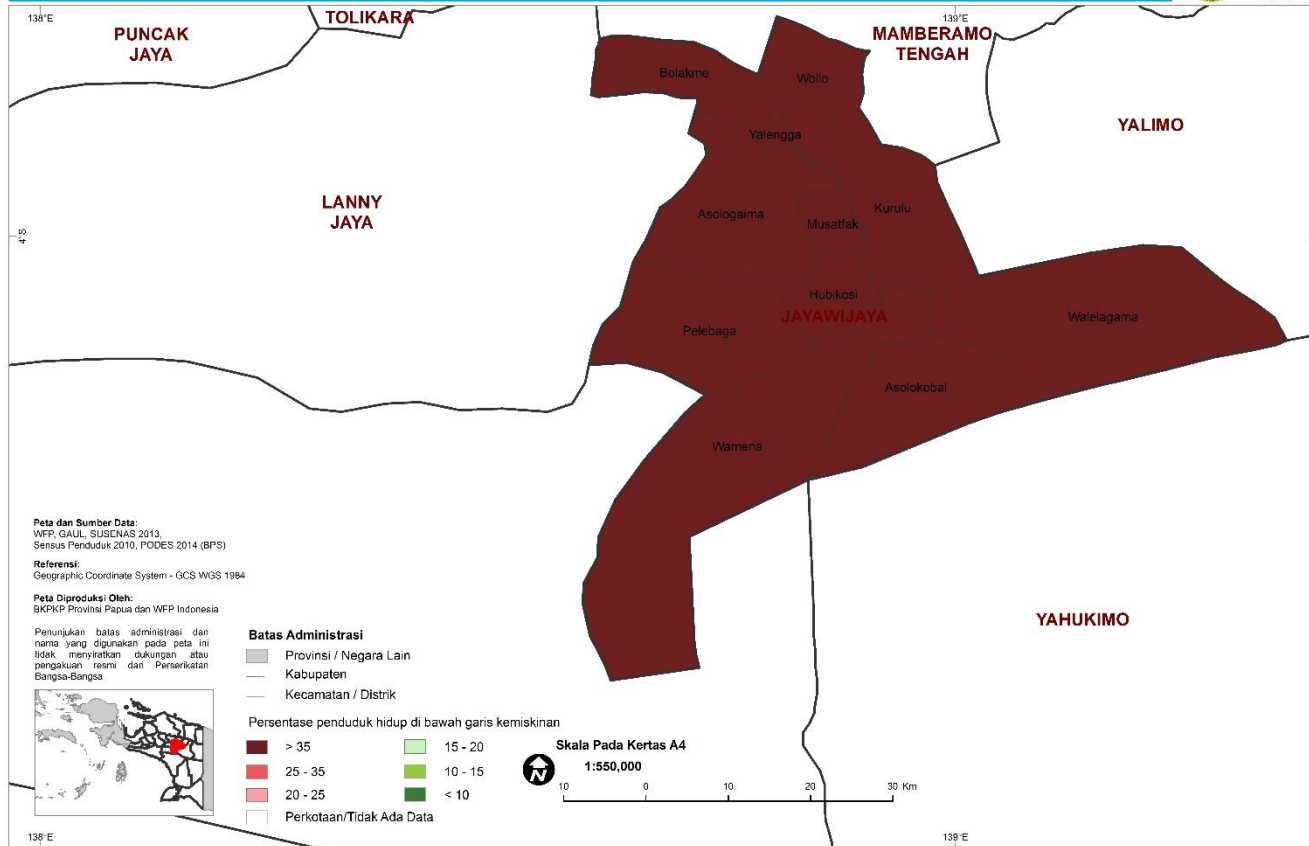 138°E
139°E
TOLIKARA
PUNCAK
JAYA
MAMBERAMO
TENGAH
Bolakme
Wollo
YALIMO
Yalengga
LANNY
JAYA
Asologaima
Musatfak
Kurulu
4°S
Hubikosi
JAYAWIJAYA
Walelagama
Pelebaga
Asolokobal
Wamena
YAHUKIMO
Peta dan Sumber Data:
WFP, GAUL, SUSENAS 2013,
Sensus Penduduk 2010, PODES 2014 (BPS)
Referensi:
Geographic Coordinate System - GCS WGS 1984
Peta Diproduksi Oleh:
BKPKP Provinsi Papua dan WFP Indonesia
Penunjukan batas administrasi dan
nama yang digunakan pada peta ini
tidak menyiratkan dukungan atau
pengakuan resmi dari Perserikatan
Bangsa-Bangsa
Batas Administrasi
Provinsi / Negara Lain
Kabupaten
Kecamatan / Distrik
Persentase penduduk hidup di bawah garis kemiskinan
> 35
25 - 35
20 - 25
Perkotaan/Tidak Ada Data
15 - 20
10 - 15
< 10
N
Skala Pada Kertas A4
1:550,000
10 0 10 20 30 Km
138°E
139°E